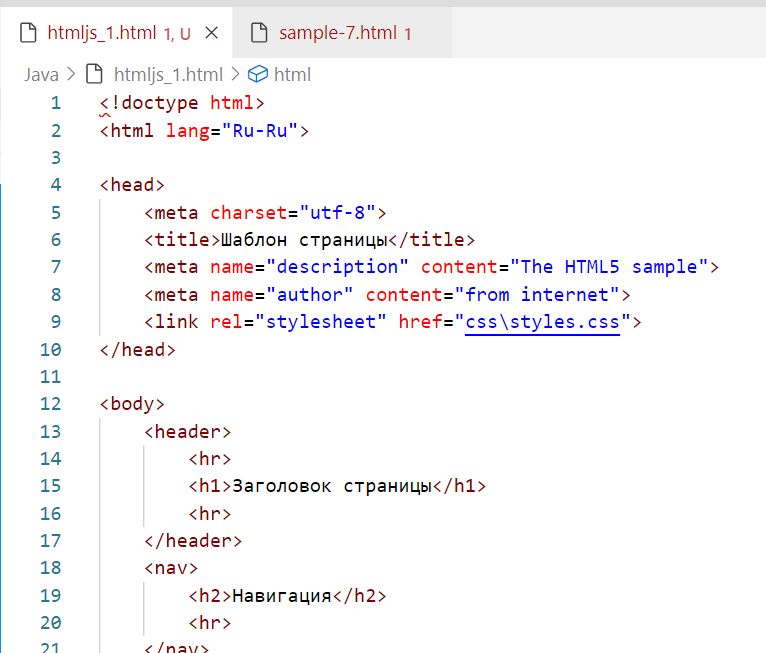 htmljs_1.html 1, U × sample-7.html 1
Java > htmljs_1.html > html
1 <!doctype html>
2 <html lang="Ru-Ru">
3
4 <head>
5 <meta charset="utf-8">
6 <title>Шаблон страницы</title>
7 <meta name="description" content="The HTML5 sample">
8 <meta name="author" content="from internet">
9 <link rel="stylesheet" href="css\styles.css">
10 </head>
11
12 <body>
13 <header>
14 <hr>
15 <h1>Заголовок страницы</h1>
16 <hr>
17 </header>
18 <nav>
19 <h2>Навигация</h2>
20 <hr>
21 </nav>